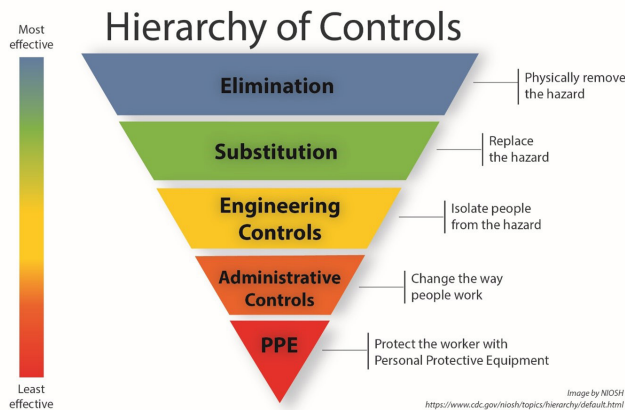 Hierarchy of Controls
Most
effective
Elimination
Physically remove
the hazard
Substitution
Replace
the hazard
Engineering
Controls
Isolate people
from the hazard
Administrative
Controls
Change the way
people work
PPE
Protect the worker with
Personal Protective Equipment
Least
effective
Image by NIOSH
https://www.cdc.gov/niosh/topics/hierarchy/default.html